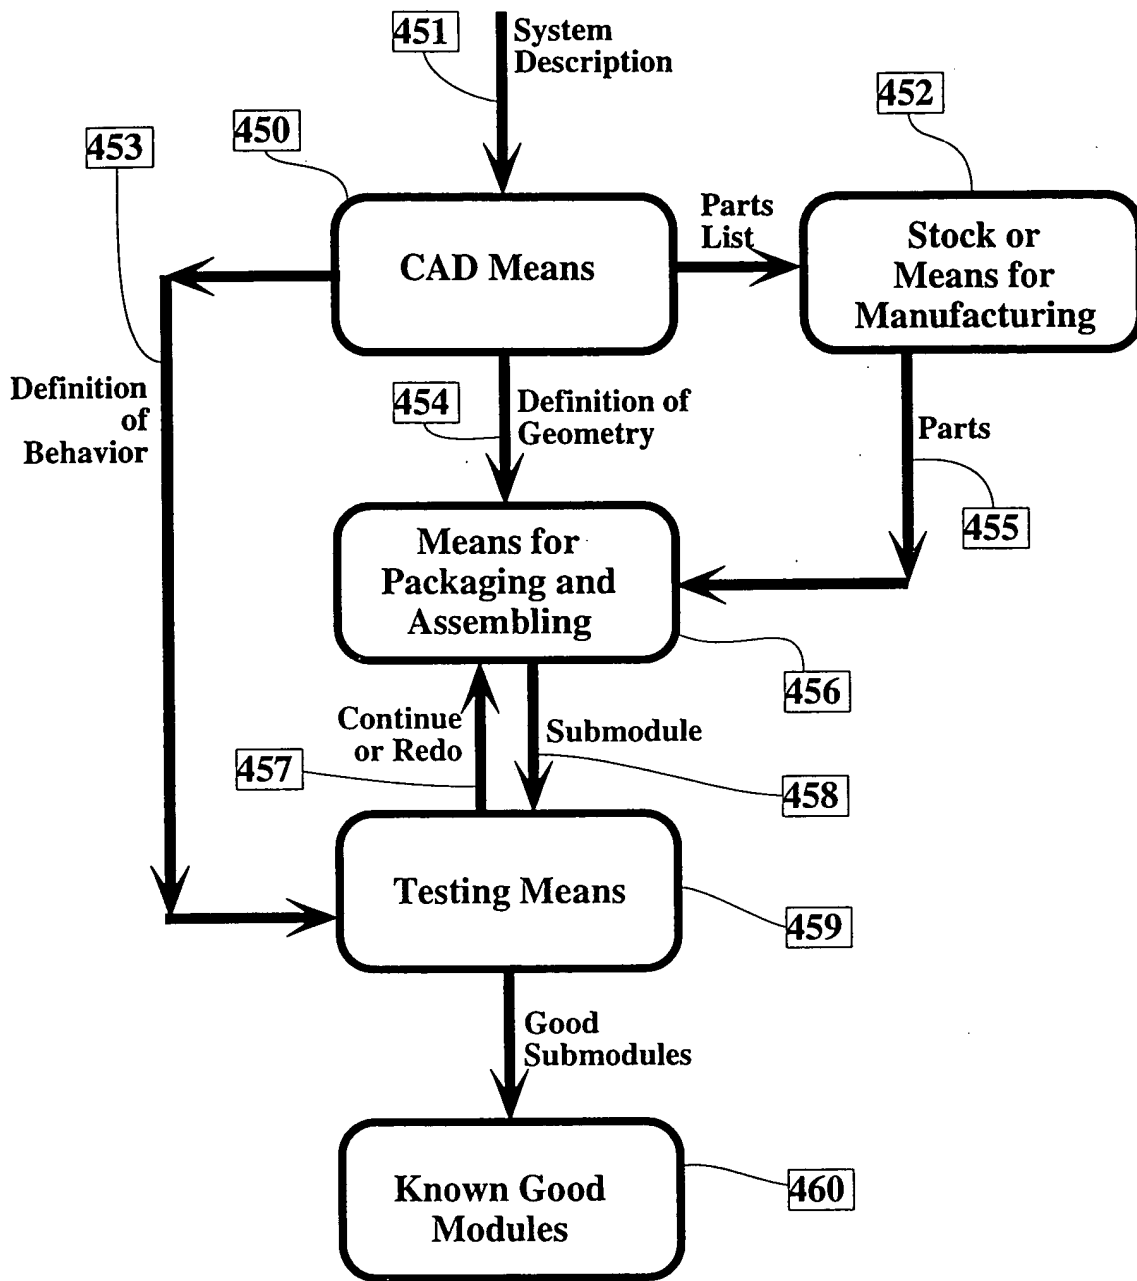 451
System
Description
452
450
453
Parts
List
CAD Means
Stock or
Means for
Manufacturing
Definition
of
Behavior
454
Definition of
Geometry
Parts
455
Means for
Packaging and
Assembling
456
Continue
or Redo
Submodule
457
458
Testing Means
459
Good
Submodules
460
Known Good
Modules